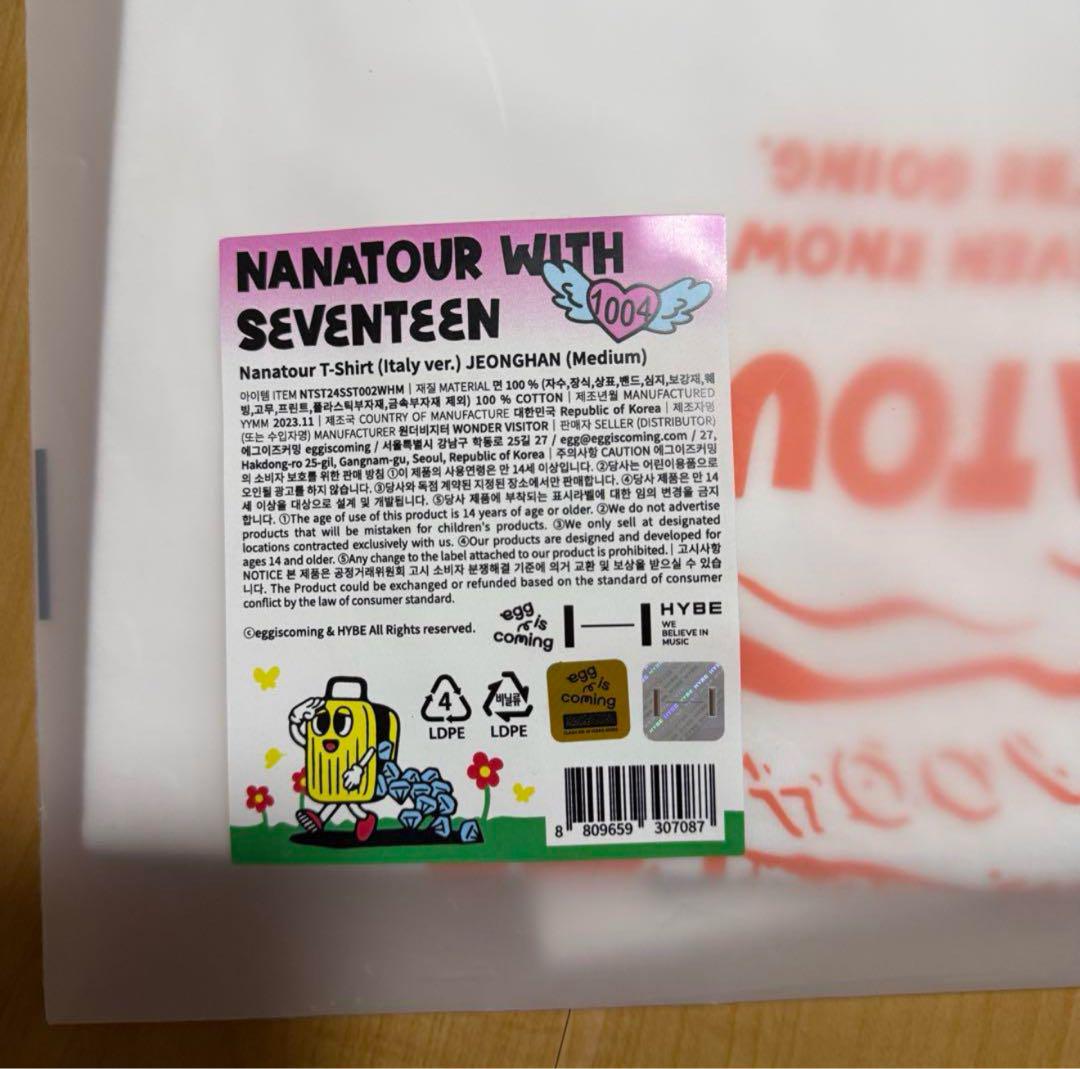 NANATOUR WITH
SEVENTEEN
1004
Nanatour T-Shirt (Italy ver.) JEONGHAN (Medium)
아이템 ITEM NTST24SST002WHM | 재질 MATERIAL 면 100 % (자수,장식,상표,밴드,심지,보강재,웨
빙,고무,프린트,플라스틱부자재,금속부자재 제외) 100 % COTTON | 제조년월 MANUFACTURED
YYMM 2023.11 | 제조국 COUNTRY OF MANUFACTURE 대한민국 Republic of Korea | 제조자명
(또는 수입자명) MANUFACTURER 원더비지터 WONDER VISITOR | 판매자 SELLER (DISTRIBUTOR)
에그이즈커밍 eggiscoming / 서울특별시 강남구 학동로 25길 27 / egg@eggiscoming.com / 27,
Hakdong-ro 25-gil, Gangnam-gu, Seoul, Republic of Korea | 주의사항 CAUTION 에그이즈커밍
의 소비자 보호를 위한 판매 방침 ①이 제품의 사용연령은 만 14세 이상입니다. ②당사는 어린이용품으로
오인될 광고를 하지 않습니다. ③당사와 독점 계약된 지정된 장소에서만 판매합니다. ④당사 제품은 만 14
세 이상을 대상으로 설계 및 개발됩니다. ⑤당사 제품에 부착되는 표시라벨에 대한 임의 변경을 금지
합니다. ①The age of use of this product is 14 years of age or older. ②We do not advertise
products that will be mistaken for children's products. ③We only sell at designated
locations contracted exclusively with us. ④Our products are designed and developed for
ages 14 and older. ⑤Any change to the label attached to our product is prohibited. | 고시사항
NOTICE 본 제품은 공정거래위원회 고시 소비자 분쟁해결 기준에 의거 교환 및 보상을 받으실 수 있습
니다. The Product could be exchanged or refunded based on the standard of consumer
conflict by the law of consumer standard.
©eggiscoming & HYBE All Rights reserved.
egg
is
coming
HYBE
WE
BELIEVE IN
MUSIC
4
LDPE
비닐류
LDPE
egg
is
coming
8 809659 307087
BE GOING.
EVEN KNOW
ATOU